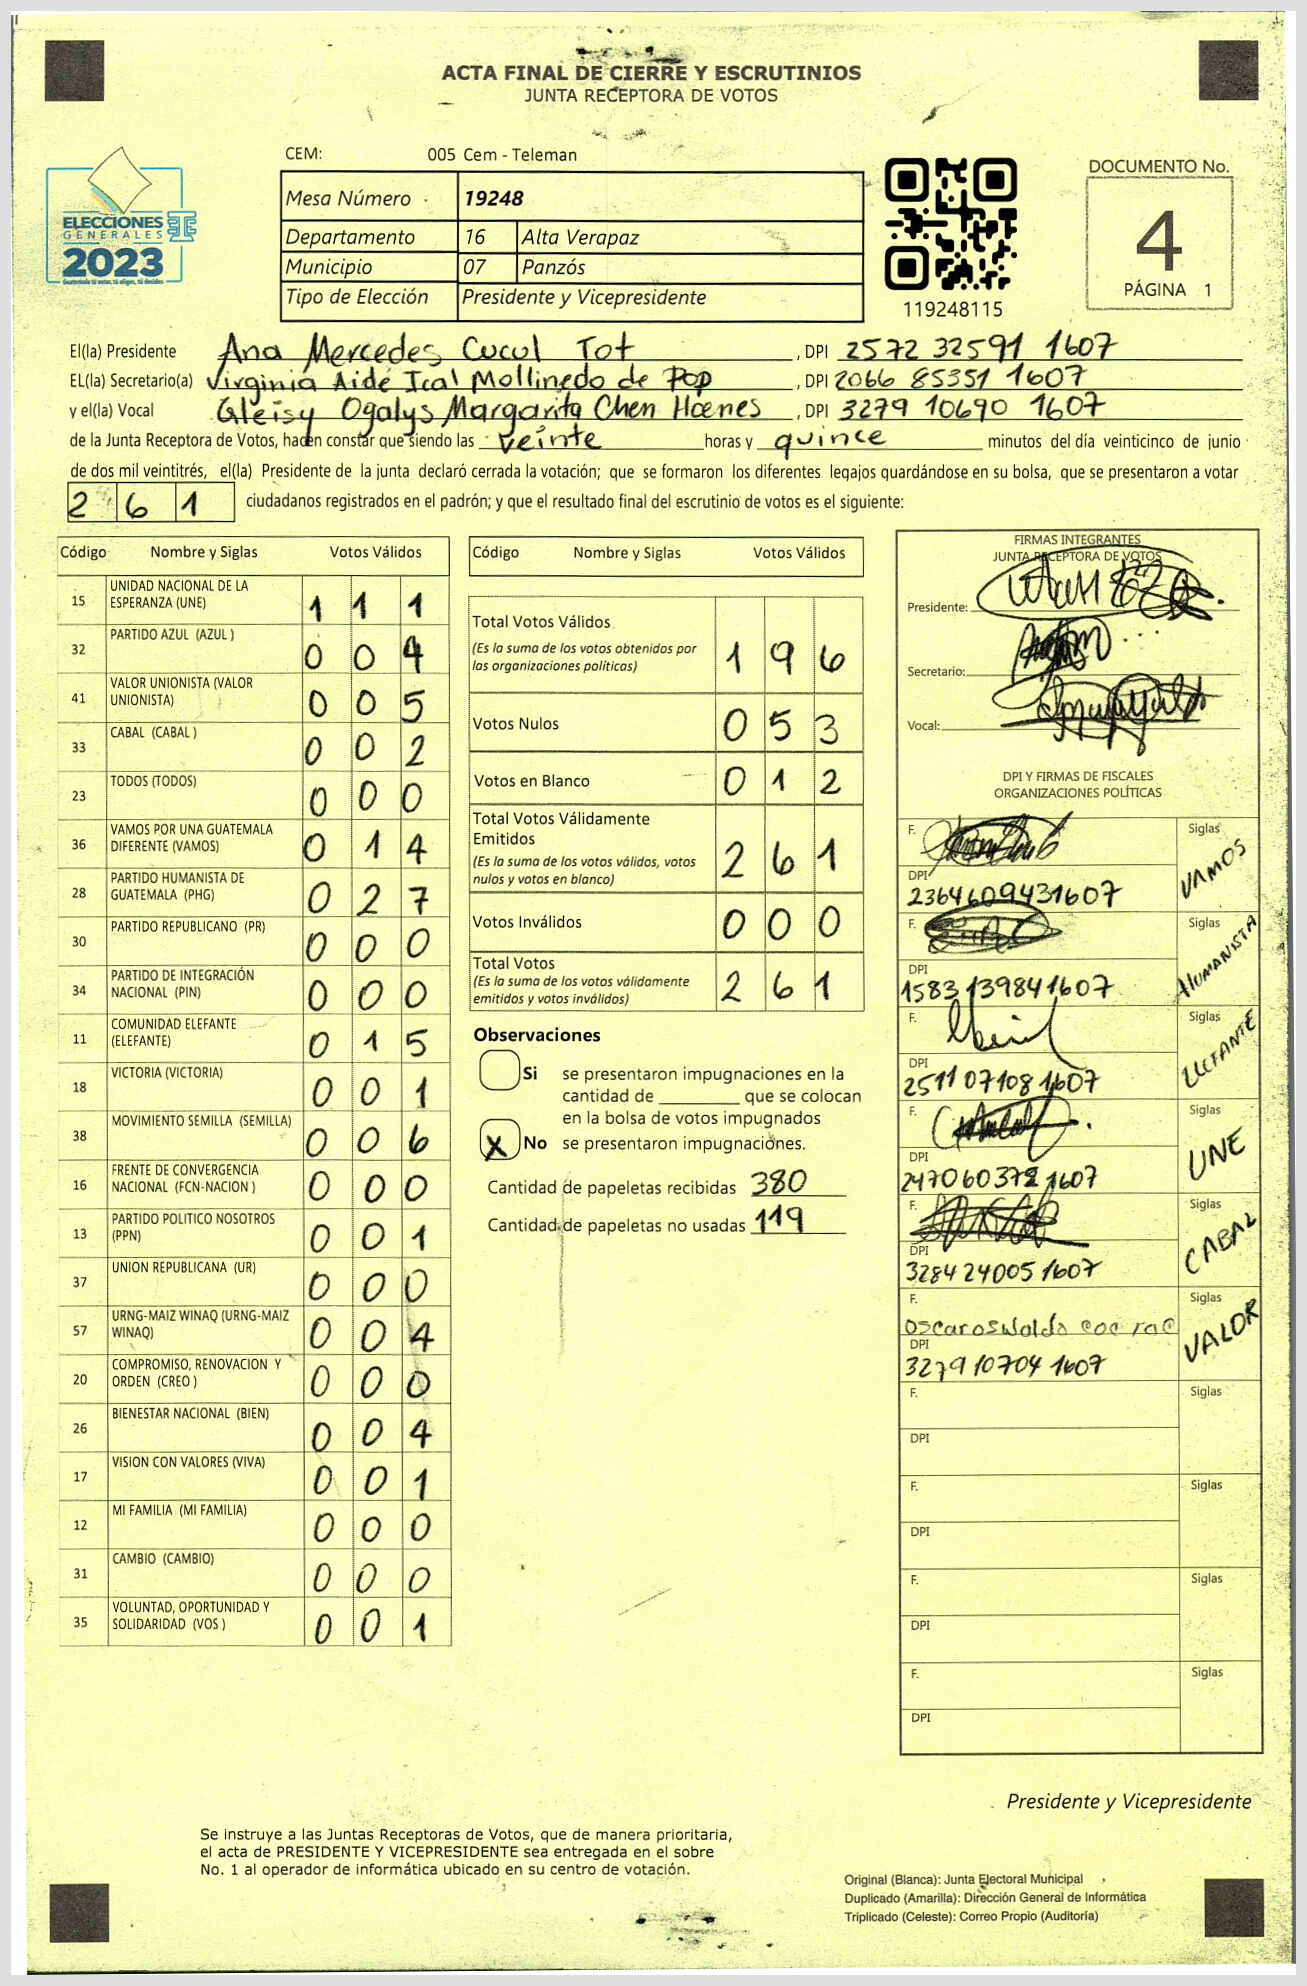 ACTA FINAL DE CIERRE Y ESCRUTINIOS
JUNTA RECEPTORA DE VOTOS
CEM: 005 Cem - Teleman
ELECCIONES
GENERALES
2023
Mesa Número 19248
Departamento 16 Alta Verapaz
Municipio 07 Panzós
Tipo de Elección Presidente y Vicepresidente
119248115
DOCUMENTO No.
4
PÁGINA 1
El(la) Presidente Ana Mercedes Cucul Tot, DPI 2572 32591 1607
EL(la) Secretario(a) Virginia Aidé Ical Mollinedo de Pop, DPI 2066 85351 1607
y el(la) Vocal Gleisy Ogalys Margarita Chen Hoenes, DPI 3279 10690 1607
de la Junta Receptora de Votos, hacen constar que siendo las veinte horas y quince minutos del día veinticinco de junio
de dos mil veintitrés, el(la) Presidente de la junta declaró cerrada la votación; que se formaron los diferentes legajos quardándose en su bolsa, que se presentaron a votar
261 ciudadanos registrados en el padrón; y que el resultado final del escrutinio de votos es el siguiente:
Código Nombre y Siglas Votos Válidos
15 UNIDAD NACIONAL DE LA ESPERANZA (UNE) 1 1 1
32 PARTIDO AZUL (AZUL ) 0 0 4
41 VALOR UNIONISTA (VALOR UNIONISTA) 0 0 5
33 CABAL (CABAL ) 0 0 2
23 TODOS (TODOS) 0 0 0
36 VAMOS POR UNA GUATEMALA DIFERENTE (VAMOS) 0 1 4
28 PARTIDO HUMANISTA DE GUATEMALA (PHG) 0 2 7
30 PARTIDO REPUBLICANO (PR) 0 0 0
34 PARTIDO DE INTEGRACIÓN NACIONAL (PIN) 0 0 0
11 COMUNIDAD ELEFANTE (ELEFANTE) 0 1 5
18 VICTORIA (VICTORIA) 0 0 1
38 MOVIMIENTO SEMILLA (SEMILLA) 0 0 6
16 FRENTE DE CONVERGENCIA NACIONAL (FCN-NACION ) 0 0 0
13 PARTIDO POLITICO NOSOTROS (PPN) 0 0 1
37 UNION REPUBLICANA (UR) 0 0 0
57 URNG-MAIZ WINAQ (URNG-MAIZ WINAQ) 0 0 4
20 COMPROMISO, RENOVACION Y ORDEN (CREO ) 0 0 0
26 BIENESTAR NACIONAL (BIEN) 0 0 4
17 VISION CON VALORES (VIVA) 0 0 1
12 MI FAMILIA (MI FAMILIA) 0 0 0
31 CAMBIO (CAMBIO) 0 0 0
35 VOLUNTAD, OPORTUNIDAD Y SOLIDARIDAD (VOS ) 0 0 1
Código Nombre y Siglas Votos Válidos
Total Votos Válidos 1 9 6
(Es la suma de los votos obtenidos por
las organizaciones políticas)
Votos Nulos 0 5 3
Votos en Blanco 0 1 2
Total Votos Válidamente
Emitidos 2 6 1
(Es la suma de los votos válidos, votos
nulos y votos en blanco)
Votos Inválidos 0 0 0
Total Votos 2 6 1
(Es la suma de los votos válidamente
emitidos y votos inválidos)
Observaciones
Si se presentaron impugnaciones en la
cantidad de ________ que se colocan
en la bolsa de votos impugnados
X No se presentaron impugnaciones.
Cantidad de papeletas recibidas 380
Cantidad de papeletas no usadas 119
FIRMAS INTEGRANTES
JUNTA RECEPTORA DE VOTOS
Presidente:
Secretario:
Vocal:
DPI Y FIRMAS DE FISCALES
ORGANIZACIONES POLÍTICAS
F. Siglas VAMOS
DPI 2364609431607
F. Siglas HUMANISTA
DPI 1583139841607
F. Siglas ELEFANTE
DPI 2511071081607
F. Siglas UNE
DPI 2470603721607
F. Siglas CABAL
DPI 3284240051607
F. Oscar oswaldo coc Siglas VALOR
DPI 3279107041607
F. Siglas
DPI
F. Siglas
DPI
F. Siglas
DPI
F. Siglas
DPI
Presidente y Vicepresidente
Se instruye a las Juntas Receptoras de Votos, que de manera prioritaria,
el acta de PRESIDENTE Y VICEPRESIDENTE sea entregada en el sobre
No. 1 al operador de informática ubicado en su centro de votación.
Original (Blanca): Junta Electoral Municipal
Duplicado (Amarilla): Dirección General de Informática
Triplicado (Celeste): Correo Propio (Auditoría)